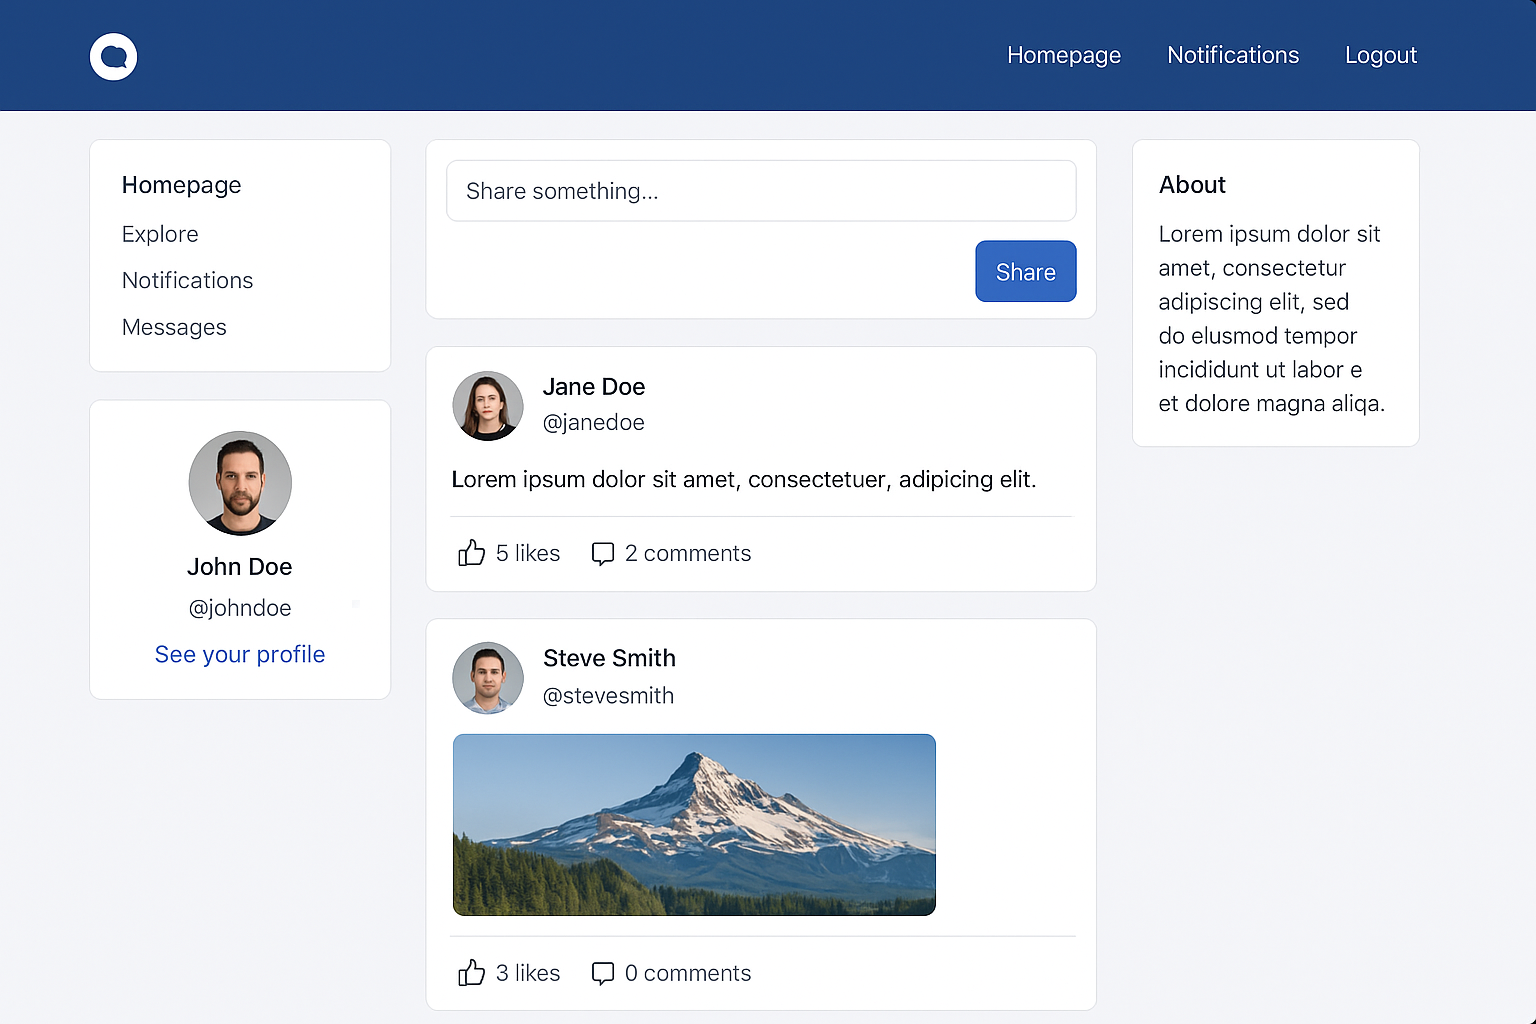 Homepage
Notifications
Logout
Homepage
Explore
Notifications
Messages
John Doe
@johndoe
See your profile
Share something...
Share
Jane Doe
@janedoe
Lorem ipsum dolor sit amet, consectetuer, adipicing elit.
5 likes 2 comments
Steve Smith
@stevesmith
3 likes 0 comments
About
Lorem ipsum dolor sit
amet, consectetur
adipiscing elit, sed
do elusmod tempor
incididunt ut labor e
et dolore magna aliqa.